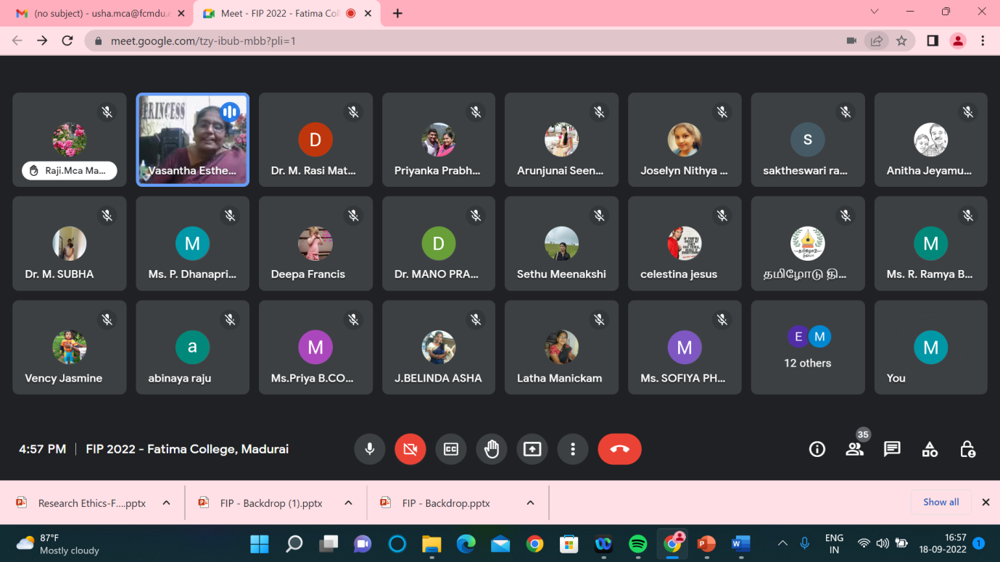 (no subject) - usha.mca@fcmdu.
Meet - FIP 2022 - Fatima Coll
meet.google.com/tzy-ibub-mbb?pli=1
PRINCESS
Raji.Mca Ma...
Vasantha Esthe...
D
Dr. M. Rasi Mat...
Priyanka Prabh...
Arunjunai Seen...
Joselyn Nithya ...
s
saktheswari ra...
Anitha Jeyamu...
Dr. M. SUBHA
M
Ms. P. Dhanapri...
Deepa Francis
D
Dr. MANO PRA...
Sethu Meenakshi
celestina jesus
தமிழோடு தி...
M
Ms. R. Ramya B...
Vency Jasmine
a
abinaya raju
M
Ms.Priya B.CO...
J.BELINDA ASHA
Latha Manickam
M
Ms. SOFIYA PH...
E M
12 others
M
You
4:57 PM | FIP 2022 - Fatima College, Madurai
CC
35
Research Ethics-F....pptx
FIP - Backdrop (1).pptx
FIP - Backdrop.pptx
Show all
87°F
Mostly cloudy
ENG
IN
16:57
18-09-2022
1